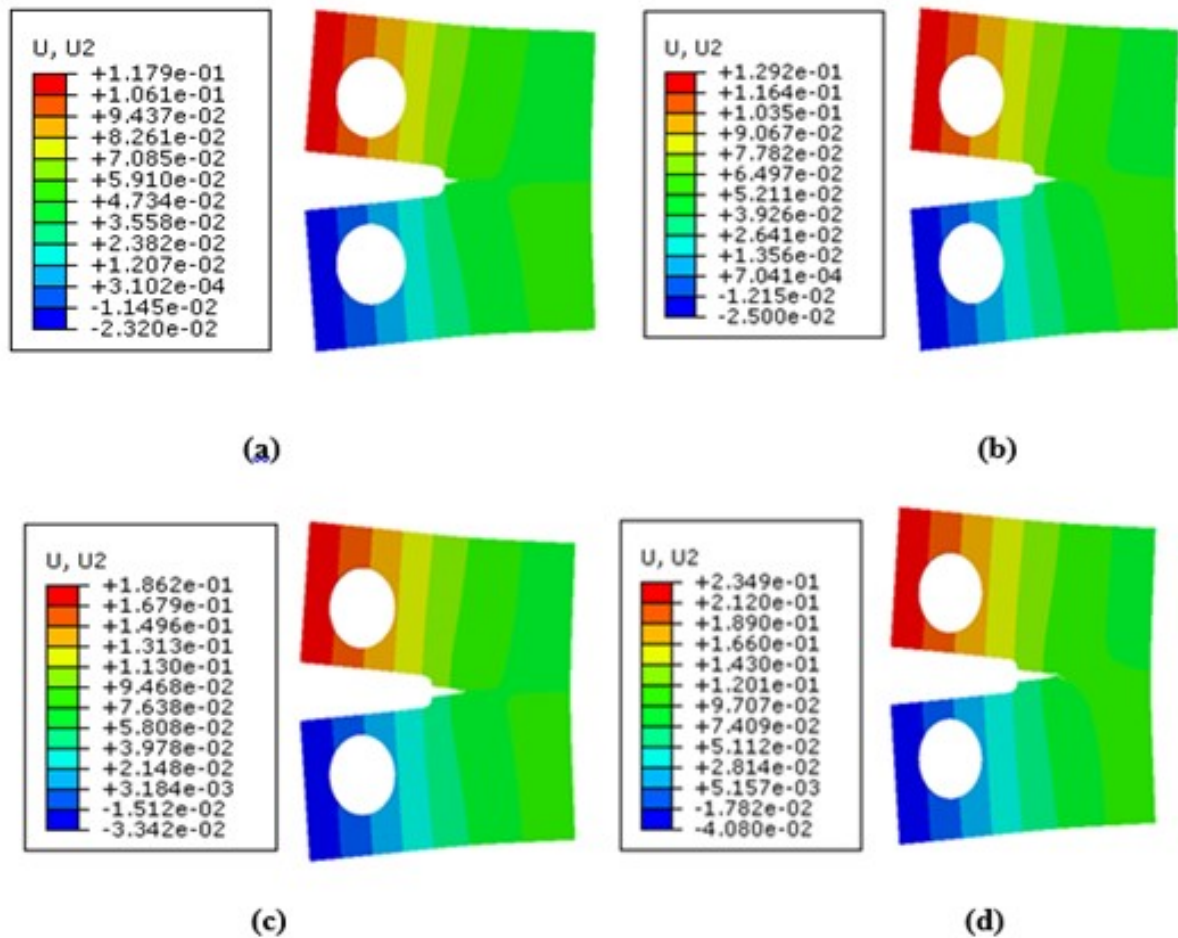 U, U2
+1.179e-01
+1.061e-01
+9.437e-02
+8.261e-02
+7.085e-02
+5.910e-02
+4.734e-02
+3.558e-02
+2.382e-02
+1.207e-02
+3.102e-04
-1.145e-02
-2.320e-02
(a)
U, U2
+1.292e-01
+1.164e-01
+1.035e-01
+9.067e-02
+7.782e-02
+6.497e-02
+5.211e-02
+3.926e-02
+2.641e-02
+1.356e-02
+7.041e-04
-1.215e-02
-2.500e-02
(b)
U, U2
+1.862e-01
+1.679e-01
+1.496e-01
+1.313e-01
+1.130e-01
+9.468e-02
+7.638e-02
+5.808e-02
+3.978e-02
+2.148e-02
+3.184e-03
-1.512e-02
-3.342e-02
(c)
U, U2
+2.349e-01
+2.120e-01
+1.890e-01
+1.660e-01
+1.430e-01
+1.201e-01
+9.707e-02
+7.409e-02
+5.112e-02
+2.814e-02
+5.157e-03
-1.782e-02
-4.080e-02
(d)